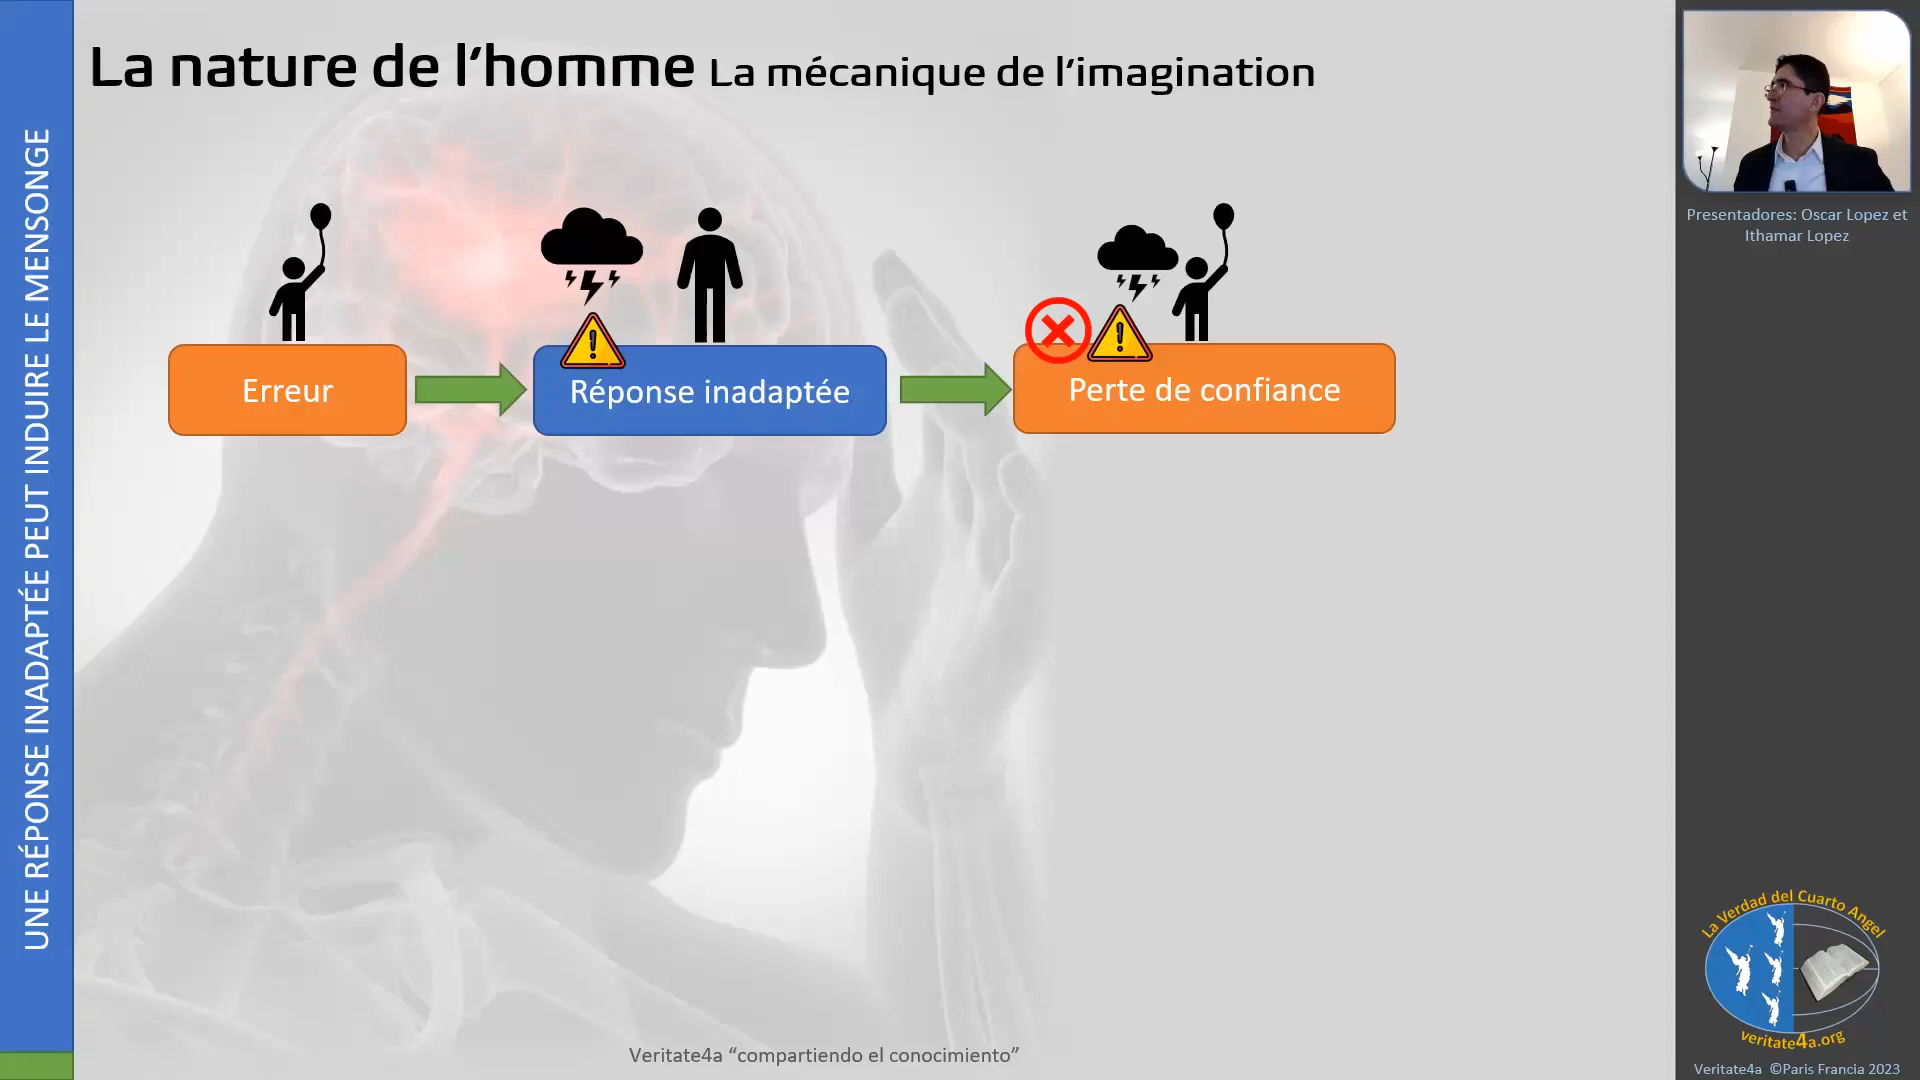 La nature de l’homme La mécanique de l’imagination
UNE RÉPONSE INADAPTÉE PEUT INDUIRE LE MENSONGE
Erreur
Réponse inadaptée
Perte de confiance
Presentadores: Oscar Lopez et
Ithamar Lopez
La Verdad del Cuarto Angel
veritate4a.org
Veritate4a “compartiendo el conocimiento”
Veritate4a ©Paris Francia 2023